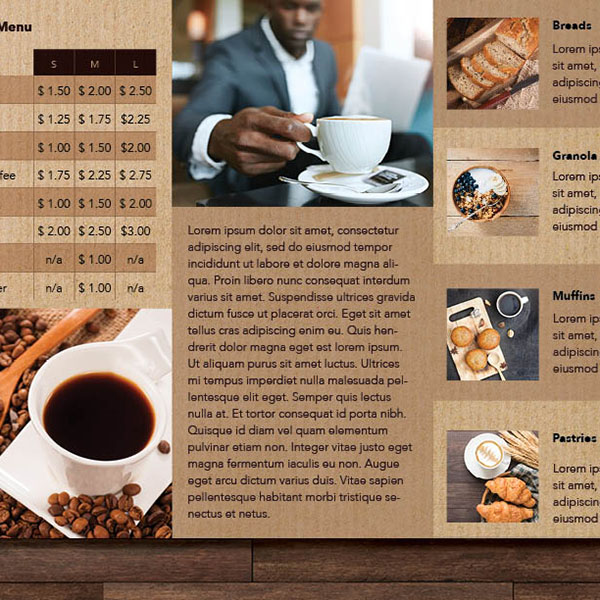 Menu
S M L
$ 1.50 $ 2.00 $ 2.50
$ 1.25 $ 1.75 $2.25
$ 1.00 $ 1.50 $2.00
fee $ 1.75 $ 2.25 $ 2.75
$ 1.00 $ 1.50 $ 2.00
$ 2.00 $ 2.50 $3.00
n/a $ 1.00 n/a
er n/a $ 1.00 n/a
Lorem ipsum dolor sit amet, consectetur
adipiscing elit, sed do eiusmod tempor
incididunt ut labore et dolore magna ali-
qua. Proin libero nunc consequat interdum
varius sit amet. Suspendisse ultrices gravida
dictum fusce ut placerat orci. Eget sit amet
tellus cras adipiscing enim eu. Quis hen-
drerit dolor magna eget est lorem ipsum.
Ut aliquam purus sit amet luctus. Ultrices
mi tempus imperdiet nulla malesuada pel-
lentesque elit eget. Semper quis lectus
nulla at. Et tortor consequat id porta nibh.
Quisque id diam vel quam elementum
pulvinar etiam non. Integer vitae justo eget
magna fermentum iaculis eu non. Augue
eget arcu dictum varius duis. Vitae sapien
pellentesque habitant morbi tristique se-
nectus et netus.
Breads
Lorem ips
sit amet,
adipiscing
eiusmod
Granola
Lorem ips
sit amet,
adipiscing
eiusmod
Muffins
Lorem ips
sit amet,
adipiscing
eiusmod
Pastries
Lorem ips
sit amet,
adipiscing
eiusmod